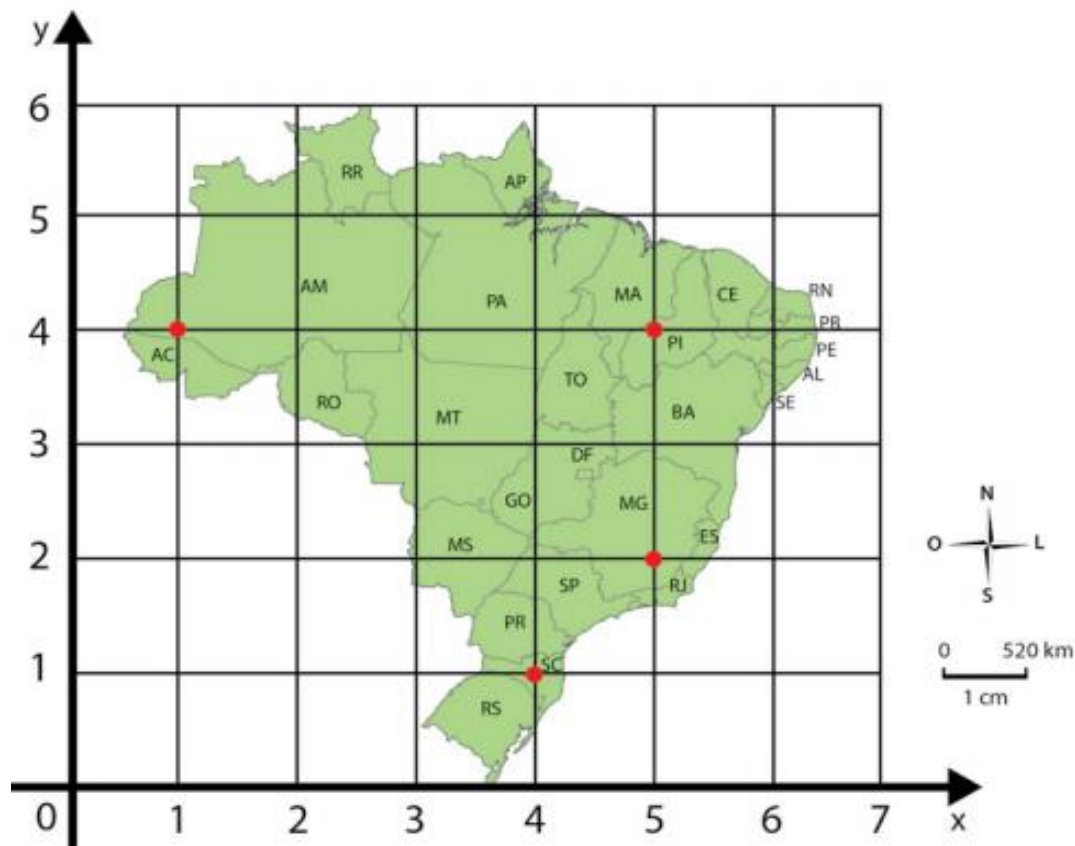 y
6
RR
AP
5
AM
PA
MA
CE
RN
4
PB
AC
PI
PE
TO
AL
RO
MT
BA
SE
3
DF
GO
MG
N
MS
ES
O
L
2
SP
RJ
S
PR
0 520 km
1
SC
1 cm
RS
0 1 2 3 4 5 6 7 x